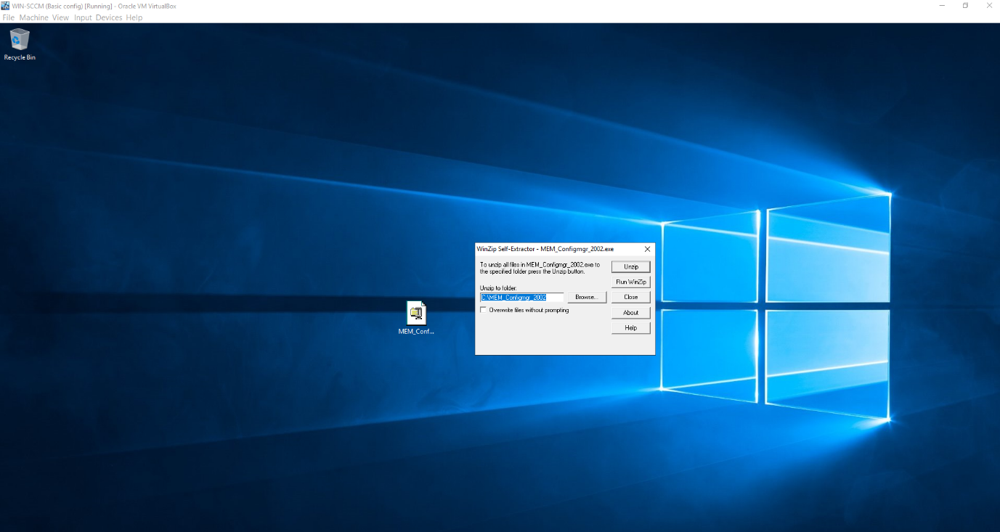 WIN-SCCM (Basic config) [Running] - Oracle VM VirtualBox
File Machine View Input Devices Help
Recycle Bin
WinZip Self-Extractor - MEM_Configmgr_2002.exe
To unzip all files in MEM_Configmgr_2002.exe to
the specified folder press the Unzip button.
Unzip to folder:
C:\MEM_Configmgr_2002
Browse...
Overwrite files without prompting
Unzip
Run WinZip
Close
About
Help
MEM_Conf...